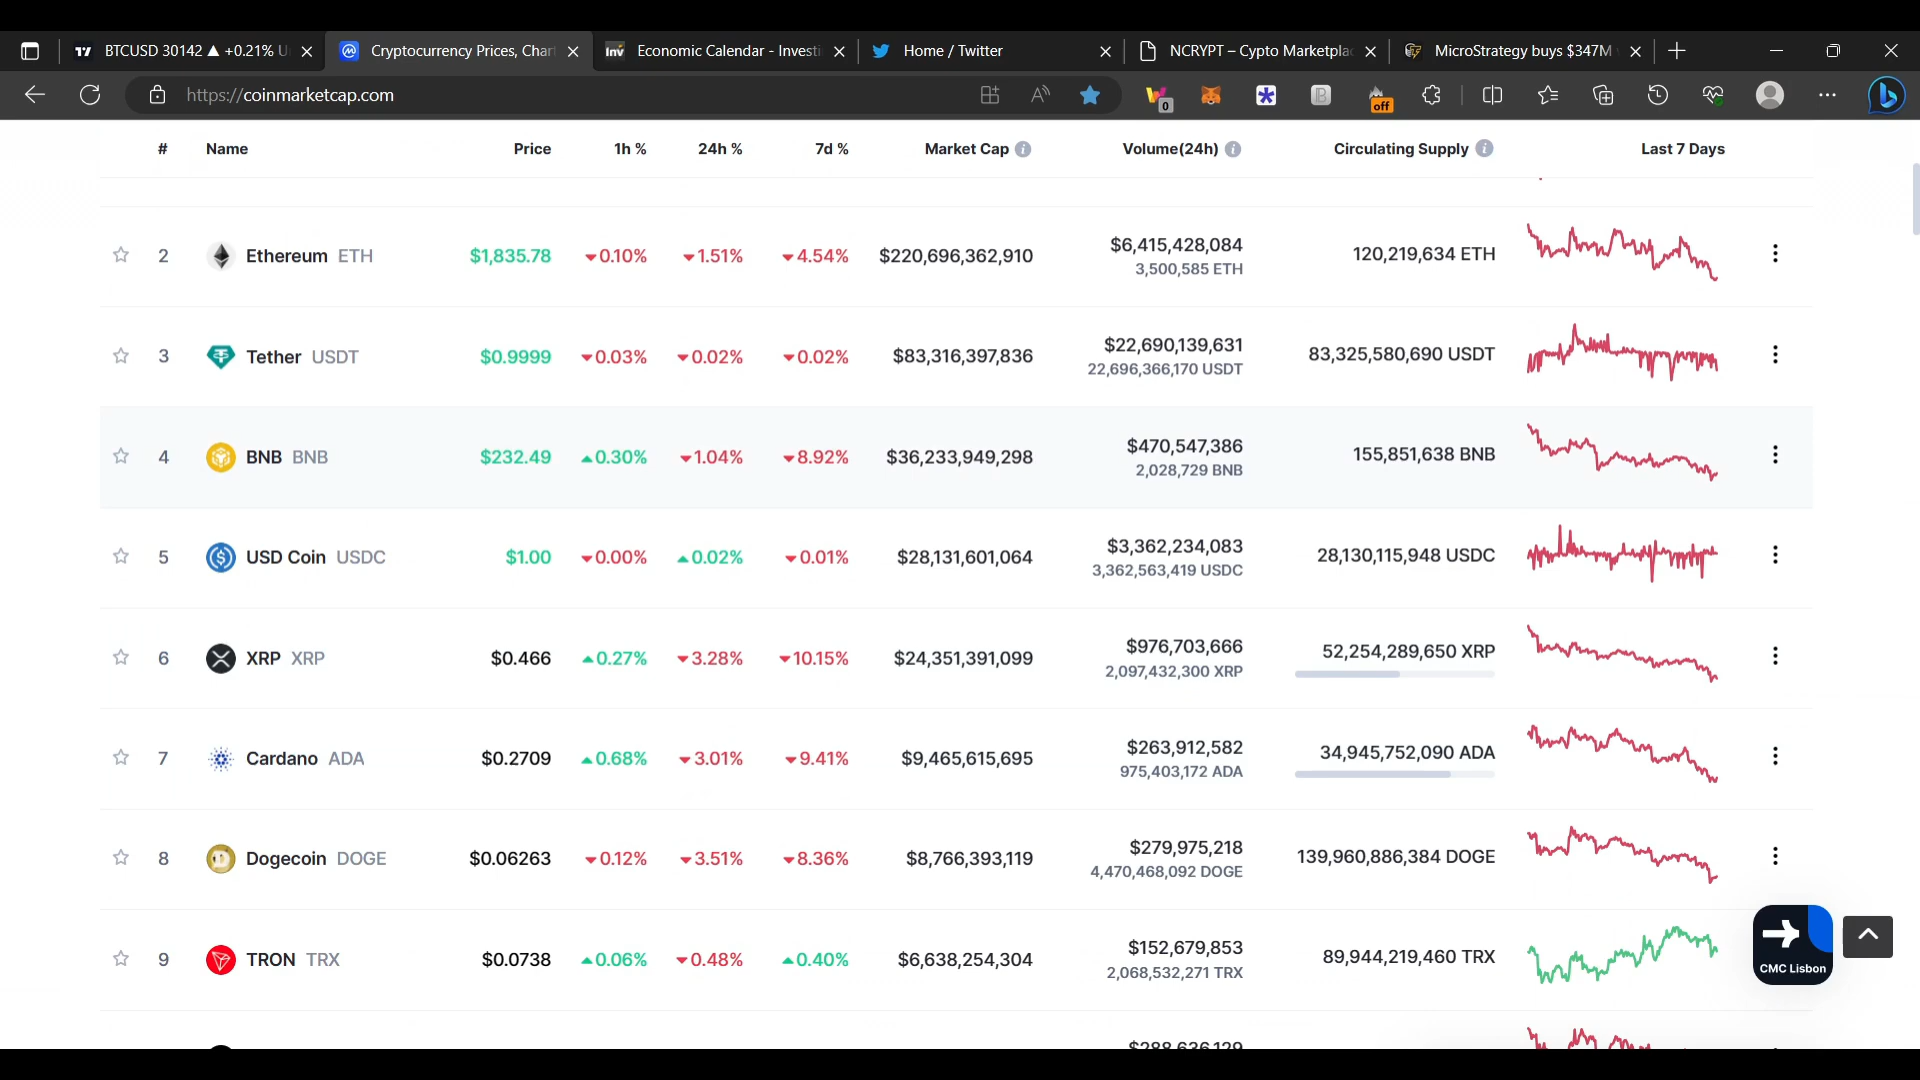 BTCUSD 30142 ▲ +0.21% U
Cryptocurrency Prices, Chart
Economic Calendar - Investi
Home / Twitter
NCRYPT – Cypto Marketplac
MicroStrategy buys $347M
https://coinmarketcap.com
0
off
# Name Price 1h % 24h % 7d % Market Cap Volume(24h) Circulating Supply Last 7 Days
2 Ethereum ETH $1,835.78 0.10% 1.51% 4.54% $220,696,362,910 $6,415,428,084 120,219,634 ETH
3,500,585 ETH
3 Tether USDT $0.9999 0.03% 0.02% 0.02% $83,316,397,836 $22,690,139,631 83,325,580,690 USDT
22,696,366,170 USDT
4 BNB BNB $232.49 0.30% 1.04% 8.92% $36,233,949,298 $470,547,386 155,851,638 BNB
2,028,729 BNB
5 USD Coin USDC $1.00 0.00% 0.02% 0.01% $28,131,601,064 $3,362,234,083 28,130,115,948 USDC
3,362,563,419 USDC
6 XRP XRP $0.466 0.27% 3.28% 10.15% $24,351,391,099 $976,703,666 52,254,289,650 XRP
2,097,432,300 XRP
7 Cardano ADA $0.2709 0.68% 3.01% 9.41% $9,465,615,695 $263,912,582 34,945,752,090 ADA
975,403,172 ADA
8 Dogecoin DOGE $0.06263 0.12% 3.51% 8.36% $8,766,393,119 $279,975,218 139,960,886,384 DOGE
4,470,468,092 DOGE
9 TRON TRX $0.0738 0.06% 0.48% 0.40% $6,638,254,304 $152,679,853 89,944,219,460 TRX
2,068,532,271 TRX
CMC Lisbon
$288,636,129